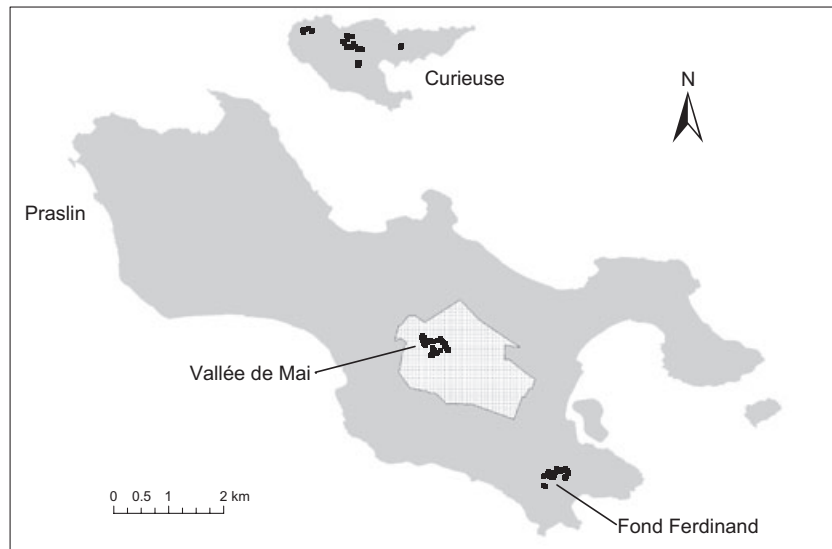 Curieuse
N
Praslin
Vallée de Mai
0 0.5 1 2 km
Fond Ferdinand